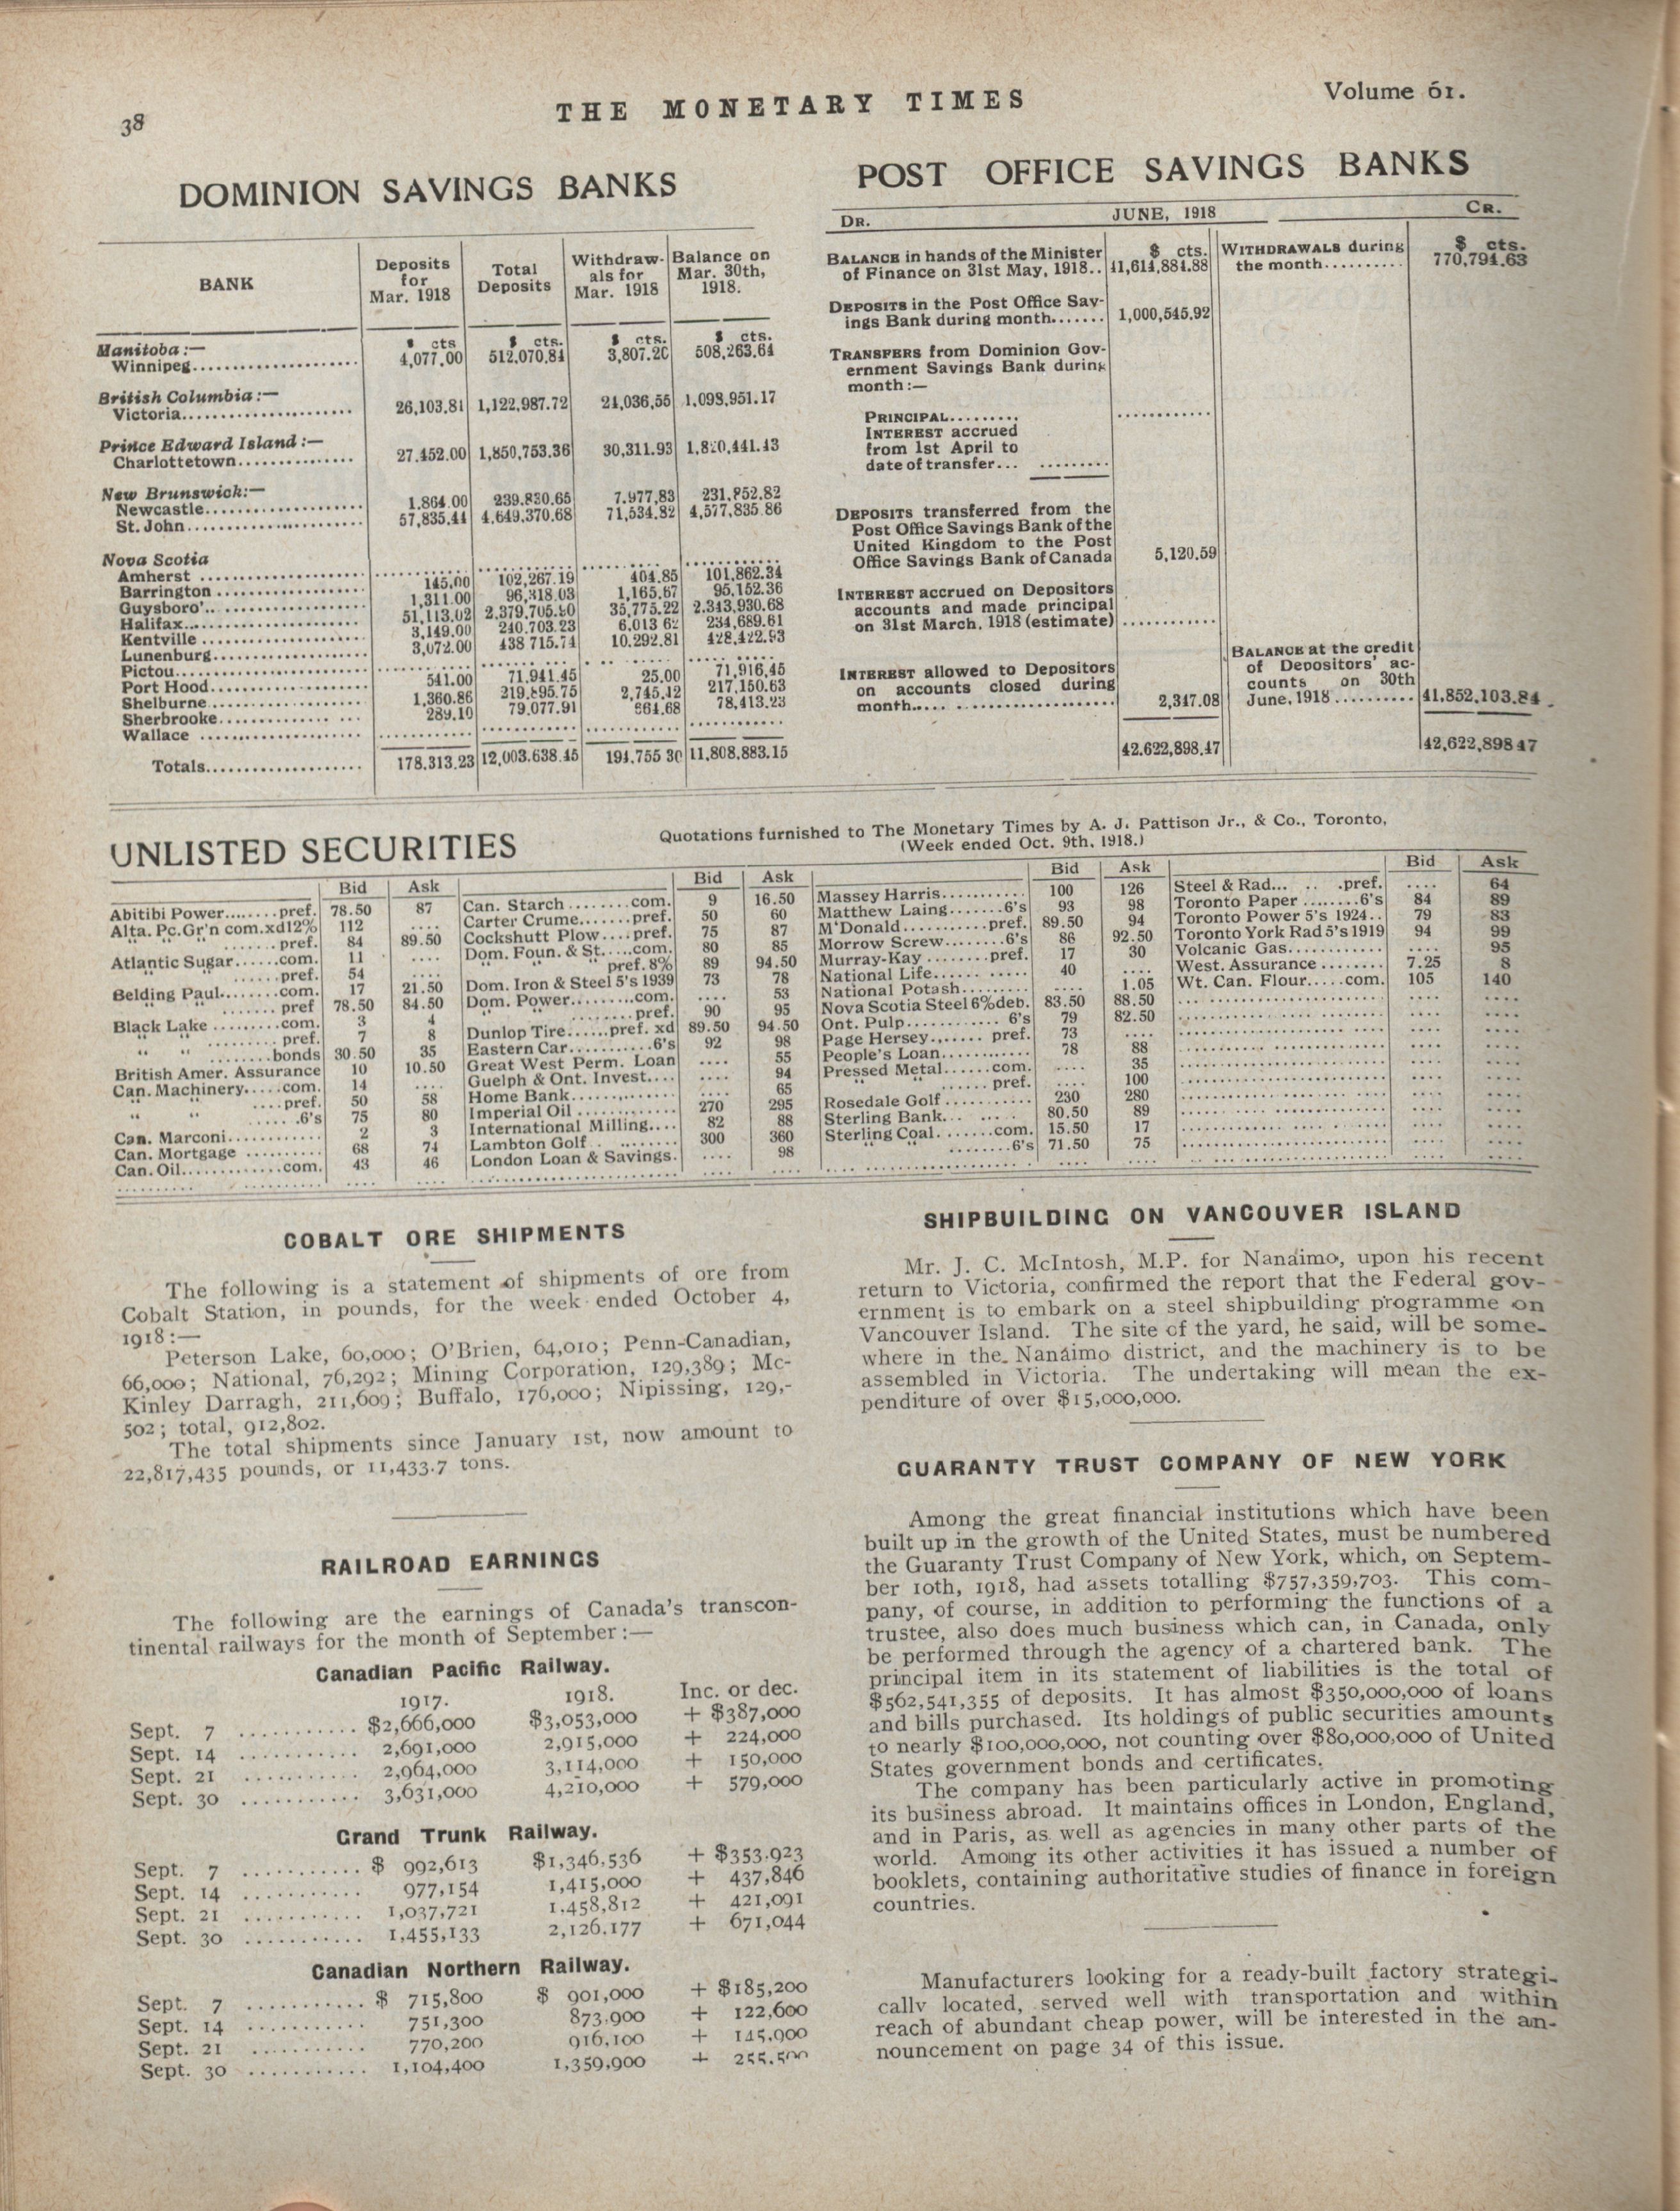 38
THE MONETARY TIMES
Volume 61.
DOMINION SAVINGS BANKS
BANK | Deposits for Mar. 1918 | Total Deposits | Withdrawals for Mar. 1918 | Balance on Mar. 30th, 1918.
$ cts | $ cts. | $ cts. | $ cts.
Manitoba:—
Winnipeg | 4,077.00 | 512,070.84 | 3,807.20 | 508,263.64
British Columbia:—
Victoria | 26,103.81 | 1,122,987.72 | 24,036,55 | 1,098,951.17
Prince Edward Island:—
Charlottetown | 27.452.00 | 1,850,753.36 | 30,311.93 | 1,820,441.43
New Brunswick:—
Newcastle | 1,864.00 | 239,830.65 | 7.977,83 | 231,852.82
St. John | 57,835.44 | 4,649,370.68 | 71,534.82 | 4,577,835.86
Nova Scotia
Amherst
Barrington | 145.00 | 102,267.19 | 404.85 | 101,862.34
Guysboro' | 1,311.00 | 96,318.03 | 1,165.67 | 95,152.36
Halifax | 51,113.02 | 2,379,705.90 | 35,775.22 | 2,343,930.68
Kentville | 3,149.00 | 240,703.23 | 6,013 62 | 234,689.61
Lunenburg | 3,072.00 | 438 715.74 | 10,292.81 | 428,422.93
Pictou
Port Hood | 541.00 | 71,941.45 | 25.00 | 71,916,45
Shelburne | 1,360.86 | 219,895.75 | 2,745.12 | 217,150.63
Sherbrooke | 289.10 | 79,077.91 | 664.68 | 78,413.23
Wallace
Totals | 178,313.23 | 12,003,638.45 | 194,755 30 | 11,808,883.15
POST OFFICE SAVINGS BANKS
DR.
JUNE, 1918
CR.
$ cts.
BALANCE in hands of the Minister
of Finance on 31st May, 1918.. 41,614,884.88
DEPOSITS in the Post Office Sav-
ings Bank during month....... 1,000,545.92
TRANSFERS from Dominion Gov-
ernment Savings Bank during
month:—
PRINCIPAL.........
INTEREST accrued
from 1st April to
date of transfer...
DEPOSITS transferred from the
Post Office Savings Bank of the
United Kingdom to the Post
Office Savings Bank of Canada 5,120.59
INTEREST accrued on Depositors
accounts and made principal
on 31st March, 1918 (estimate)
INTEREST allowed to Depositors
on accounts closed during
month..... 2,347.08
42.622,898.47
$ cts.
WITHDRAWALS during
the month.......... 770,794.63
BALANCE at the credit
of Depositors' ac-
counts on 30th
June, 1918.......... 41,852,103.84
42,622,898 47
UNLISTED SECURITIES
Quotations furnished to The Monetary Times by A. J. Pattison Jr., & Co., Toronto,
(Week ended Oct. 9th, 1918.)
Bid | Ask
Abitibi Power........pref. | 78.50 | 87
Alta. Pc. Gr'n com.xd12% | 112 | ....
" " " .......pref. | 84 | 89.50
Atlantic Sugar......com. | 11 | ....
" " .......pref. | 54 | ....
Belding Paul........com. | 17 | 21.50
" " .......pref | 78.50 | 84.50
Black Lake .........com. | 3 | 4
" " .........pref. | 7 | 8
" " ........bonds | 30.50 | 35
British Amer. Assurance | 10 | 10.50
Can. Machinery.....com. | 14 | ....
" " ....pref. | 50 | 58
" " ......6's | 75 | 80
Can. Marconi............ | 2 | 3
Can. Mortgage .......... | 68 | 74
Can. Oil.............com. | 43 | 46
Bid | Ask
Can. Starch ........com. | 9 | 16.50
Carter Crume.......pref. | 50 | 60
Cockshutt Plow....pref. | 75 | 87
Dom. Foun. & St.....com. | 80 | 85
" " " pref. 8% | 89 | 94.50
Dom. Iron & Steel 5's 1939 | 73 | 78
Dom. Power.........com. | .... | 53
" " ........pref. | 90 | 95
Dunlop Tire......pref. xd | 89.50 | 94.50
Eastern Car...........6's | 92 | 98
Great West Perm. Loan | .... | 55
Guelph & Ont. Invest.... | .... | 94
Home Bank............. | .... | 65
Imperial Oil ............. | 270 | 295
International Milling.... | 82 | 88
Lambton Golf .. ........ | 300 | 360
London Loan & Savings. | .... | 98
Bid | Ask
Massey Harris........... | 100 | 126
Matthew Laing.......6's | 93 | 98
M'Donald...........pref. | 89.50 | 94
Morrow Screw........6's | 86 | 92.50
Murray-Kay ........pref. | 17 | 30
National Life...... ..... | 40 | ....
National Potash......... | .... | 1.05
Nova Scotia Steel 6% deb. | 83.50 | 88.50
Ont. Pulp............ 6's | 79 | 82.50
Page Hersey....... pref. | 73 | ....
People's Loan............ | 78 | 88
Pressed Metal......com. | .... | 35
" " ...... pref. | .... | 100
Rosedale Golf ........... | 230 | 280
Sterling Bank... ..... . | 80.50 | 89
Sterling Coal. .......com. | 15.50 | 17
" " ........6's | 71.50 | 75
Bid | Ask
Steel & Rad... .. . .pref. | .... | 64
Toronto Paper ........6's | 84 | 89
Toronto Power 5's 1924.. | 79 | 83
Toronto York Rad 5's 1919 | 94 | 99
Volcanic Gas............. | .... | 95
West. Assurance ........ | 7.25 | 8
Wt. Can. Flour.....com. | 105 | 140
COBALT ORE SHIPMENTS
The following is a statement of shipments of ore from
Cobalt Station, in pounds, for the week ended October 4,
1918:—
Peterson Lake, 60,000; O'Brien, 64,010; Penn-Canadian,
66,000; National, 76,292; Mining Corporation, 129,389; Mc-
Kinley Darragh, 211,609; Buffalo, 176,000; Nipissing, 129,-
502; total, 912,802.
The total shipments since January 1st, now amount to
22,817,435 pounds, or 11,433.7 tons.
RAILROAD EARNINGS
The following are the earnings of Canada's transcon-
tinental railways for the month of September:—
Canadian Pacific Railway.
1917. 1918. Inc. or dec.
Sept. 7 ........... $2,666,000 $3,053,000 + $387,000
Sept. 14 ........... 2,691,000 2,915,000 + 224,000
Sept. 21 ........... 2,964,000 3,114,000 + 150,000
Sept. 30 ........... 3,631,000 4,210,000 + 579,000
Grand Trunk Railway.
Sept. 7 ........... $ 992,613 $1,346,536 + $353.923
Sept. 14 ........... 977,154 1,415,000 + 437,846
Sept. 21 ........... 1,037,721 1,458,812 + 421,091
Sept. 30 ........... 1,455,133 2,126,177 + 671,044
Canadian Northern Railway.
Sept. 7 ........... $ 715,800 $ 901,000 + $185,200
Sept. 14 ........... 751,300 873,900 + 122,600
Sept. 21 ........... 770,200 916,100 + 145,900
Sept. 30 ........... 1,104,400 1,359,900 + 255,500
SHIPBUILDING ON VANCOUVER ISLAND
Mr. J. C. McIntosh, M.P. for Nanaimo, upon his recent
return to Victoria, confirmed the report that the Federal gov-
ernment is to embark on a steel shipbuilding programme on
Vancouver Island. The site of the yard, he said, will be some-
where in the Nanaimo district, and the machinery is to be
assembled in Victoria. The undertaking will mean the ex-
penditure of over $15,000,000.
GUARANTY TRUST COMPANY OF NEW YORK
Among the great financial institutions which have been
built up in the growth of the United States, must be numbered
the Guaranty Trust Company of New York, which, on Septem-
ber 10th, 1918, had assets totalling $757,359,703. This com-
pany, of course, in addition to performing the functions of a
trustee, also does much business which can, in Canada, only
be performed through the agency of a chartered bank. The
principal item in its statement of liabilities is the total of
$562,541,355 of deposits. It has almost $350,000,000 of loans
and bills purchased. Its holdings of public securities amounts
to nearly $100,000,000, not counting over $80,000,000 of United
States government bonds and certificates.
The company has been particularly active in promoting
its business abroad. It maintains offices in London, England,
and in Paris, as well as agencies in many other parts of the
world. Among its other activities it has issued a number of
booklets, containing authoritative studies of finance in foreign
countries.
Manufacturers looking for a ready-built factory strategi-
cally located, served well with transportation and within
reach of abundant cheap power, will be interested in the an-
nouncement on page 34 of this issue.